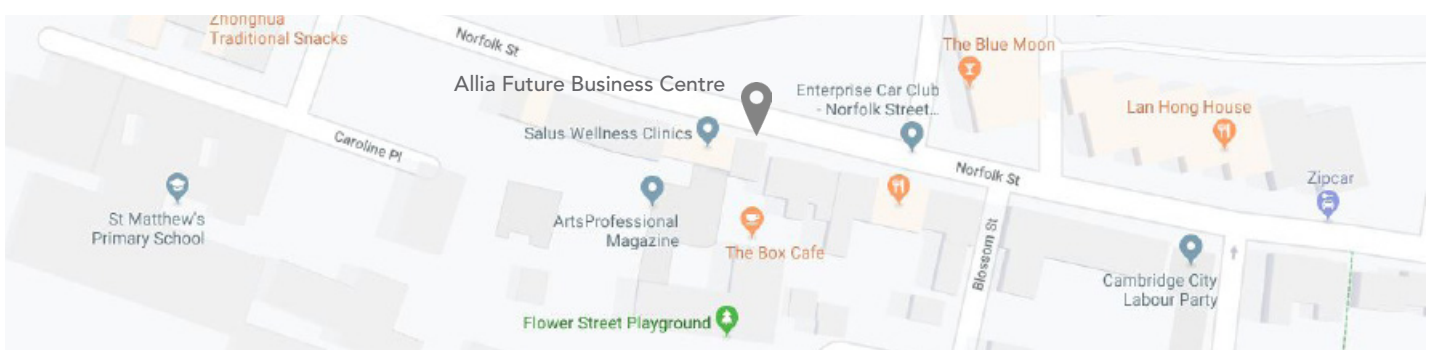 Zhonghua
Traditional Snacks
Norfolk St
The Blue Moon
Allia Future Business Centre
Enterprise Car Club
- Norfolk Street...
Lan Hong House
Salus Wellness Clinics
Caroline Pl
Norfolk St
Zipcar
St Matthew's
Primary School
ArtsProfessional
Magazine
The Box Cafe
Blossom St
Cambridge City
Labour Party
Flower Street Playground